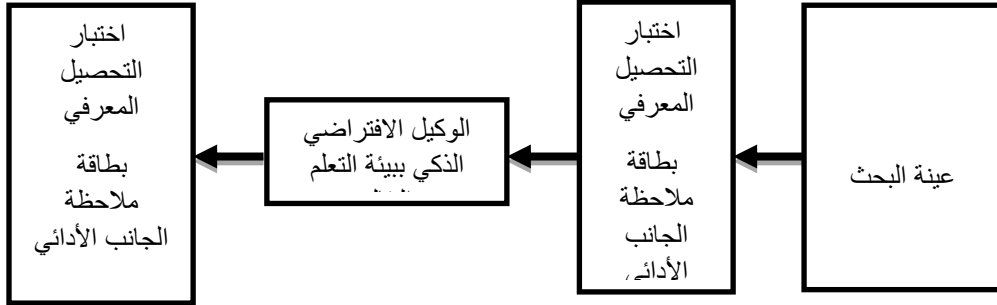 عينة البحث
اختبار
التحصيل
المعرفي
بطاقة
ملاحظة
الجانب
الأدائي
الوكيل الافتراضي
الذكي ببيئة التعلم
اختبار
التحصيل
المعرفي
بطاقة
ملاحظة
الجانب الأدائي